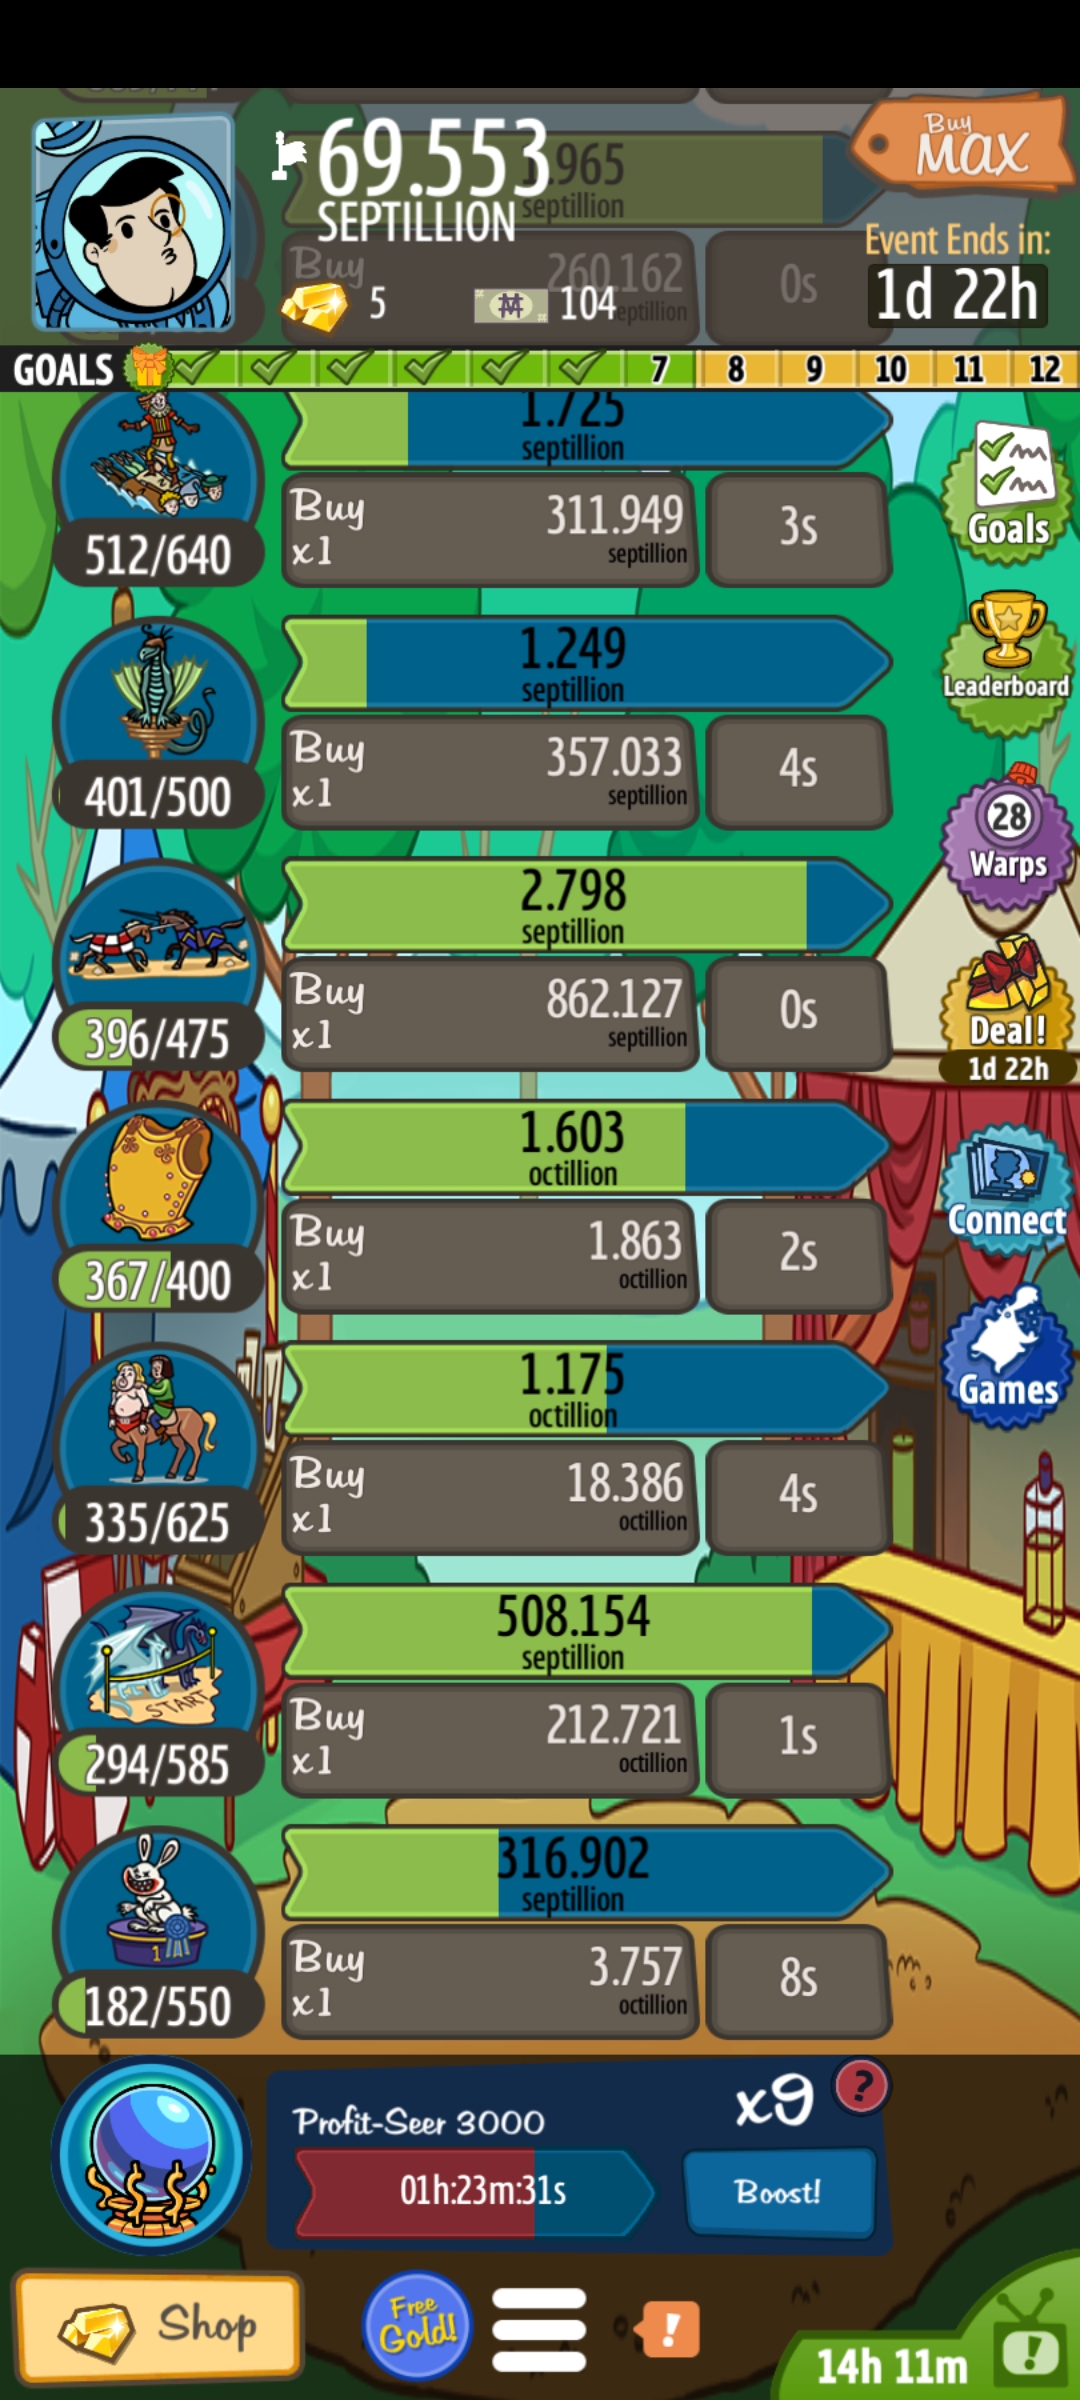 69.553
SEPTILLION
.965
septillion
Buy
MAX
Event Ends in:
1d 22h
Buy
260.162
septillion
0s
5
104
GOALS
7
8
9
10
11
12
1.725
septillion
512/640
Buy
x1
311.949
septillion
3s
Goals
1.249
septillion
401/500
Buy
x1
357.033
septillion
4s
Leaderboard
28
Warps
2.798
septillion
396/475
Buy
x1
862.127
septillion
0s
Deal!
1d 22h
1.603
octillion
367/400
Buy
x1
1.863
octillion
2s
Connect
1.175
octillion
335/625
Buy
x1
18.386
octillion
4s
Games
508.154
septillion
START
294/585
Buy
x1
212.721
octillion
1s
316.902
septillion
1
182/550
Buy
x1
3.757
octillion
8s
Profit-Seer 3000
x9
?
01h:23m:31s
Boost!
Shop
Free
Gold!
!
14h 11m
!